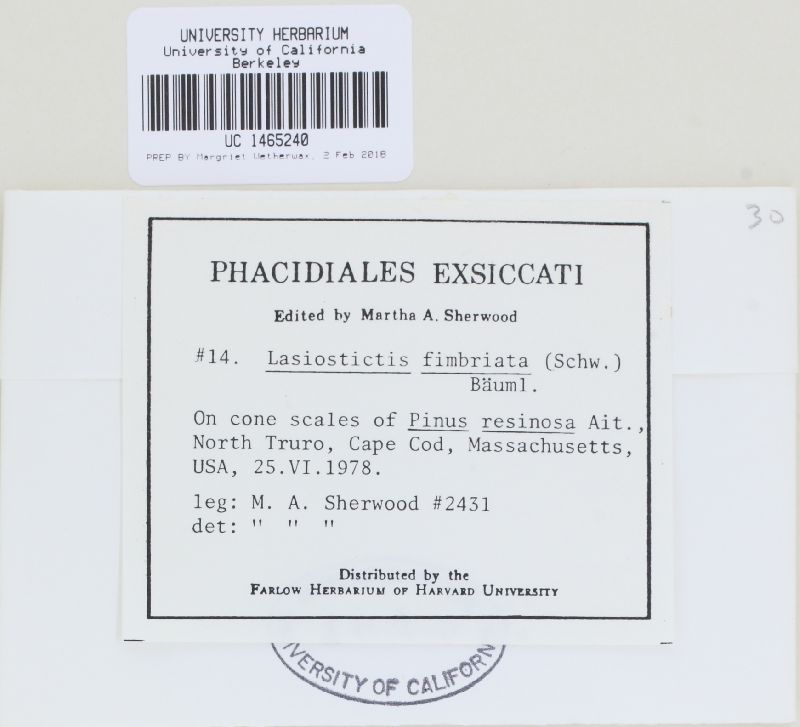 UNIVERSITY HERBARIUM
University of California
Berkeley
UC 1465240
PREP BY Margriet Wetherwax, 2 Feb 2018
30
PHACIDIALES EXSICCATI
Edited by Martha A. Sherwood
#14. Lasiostictis fimbriata (Schw.)
Bäuml.
On cone scales of Pinus resinosa Ait.,
North Truro, Cape Cod, Massachusetts,
USA, 25.VI.1978.
leg: M. A. Sherwood #2431
det: " " "
Distributed by the
FARLOW HERBARIUM OF HARVARD UNIVERSITY
IVERSITY OF CALIFORN